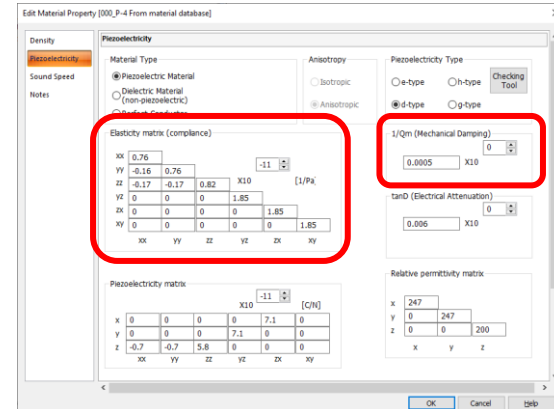 Edit Material Property [000_P-4 From material database]
Density
Piezoelectricity
Sound Speed
Notes
Piezoelectricity
Material Type
Piezoelectric Material
Dielectric Material
(non-piezoelectric)
Perfect Conductor
Anisotropy
Isotropic
Anisotropic
Piezoelectricity Type
e-type
h-type
d-type
g-type
Checking
Tool
Elasticity matrix (compliance)
xx 0.76
yy -0.16 0.76
zz -0.17 -0.17 0.82
yz 0 0 0 1.85
zx 0 0 0 0 1.85
xy 0 0 0 0 0 1.85
xx yy zz yz zx xy
X10 -11 [1/Pa]
1/Qm (Mechanical Damping)
0.0005 X10 0
tanD (Electrical Attenuation)
0.006 X10 0
Piezoelectricity matrix
X10 -11 [C/N]
x 0 0 0 0 7.1 0
y 0 0 0 7.1 0 0
z -0.7 -0.7 5.8 0 0 0
xx yy zz yz zx xy
Relative permittivity matrix
x 247
y 0 247
z 0 0 200
x y z
OK Cancel Help